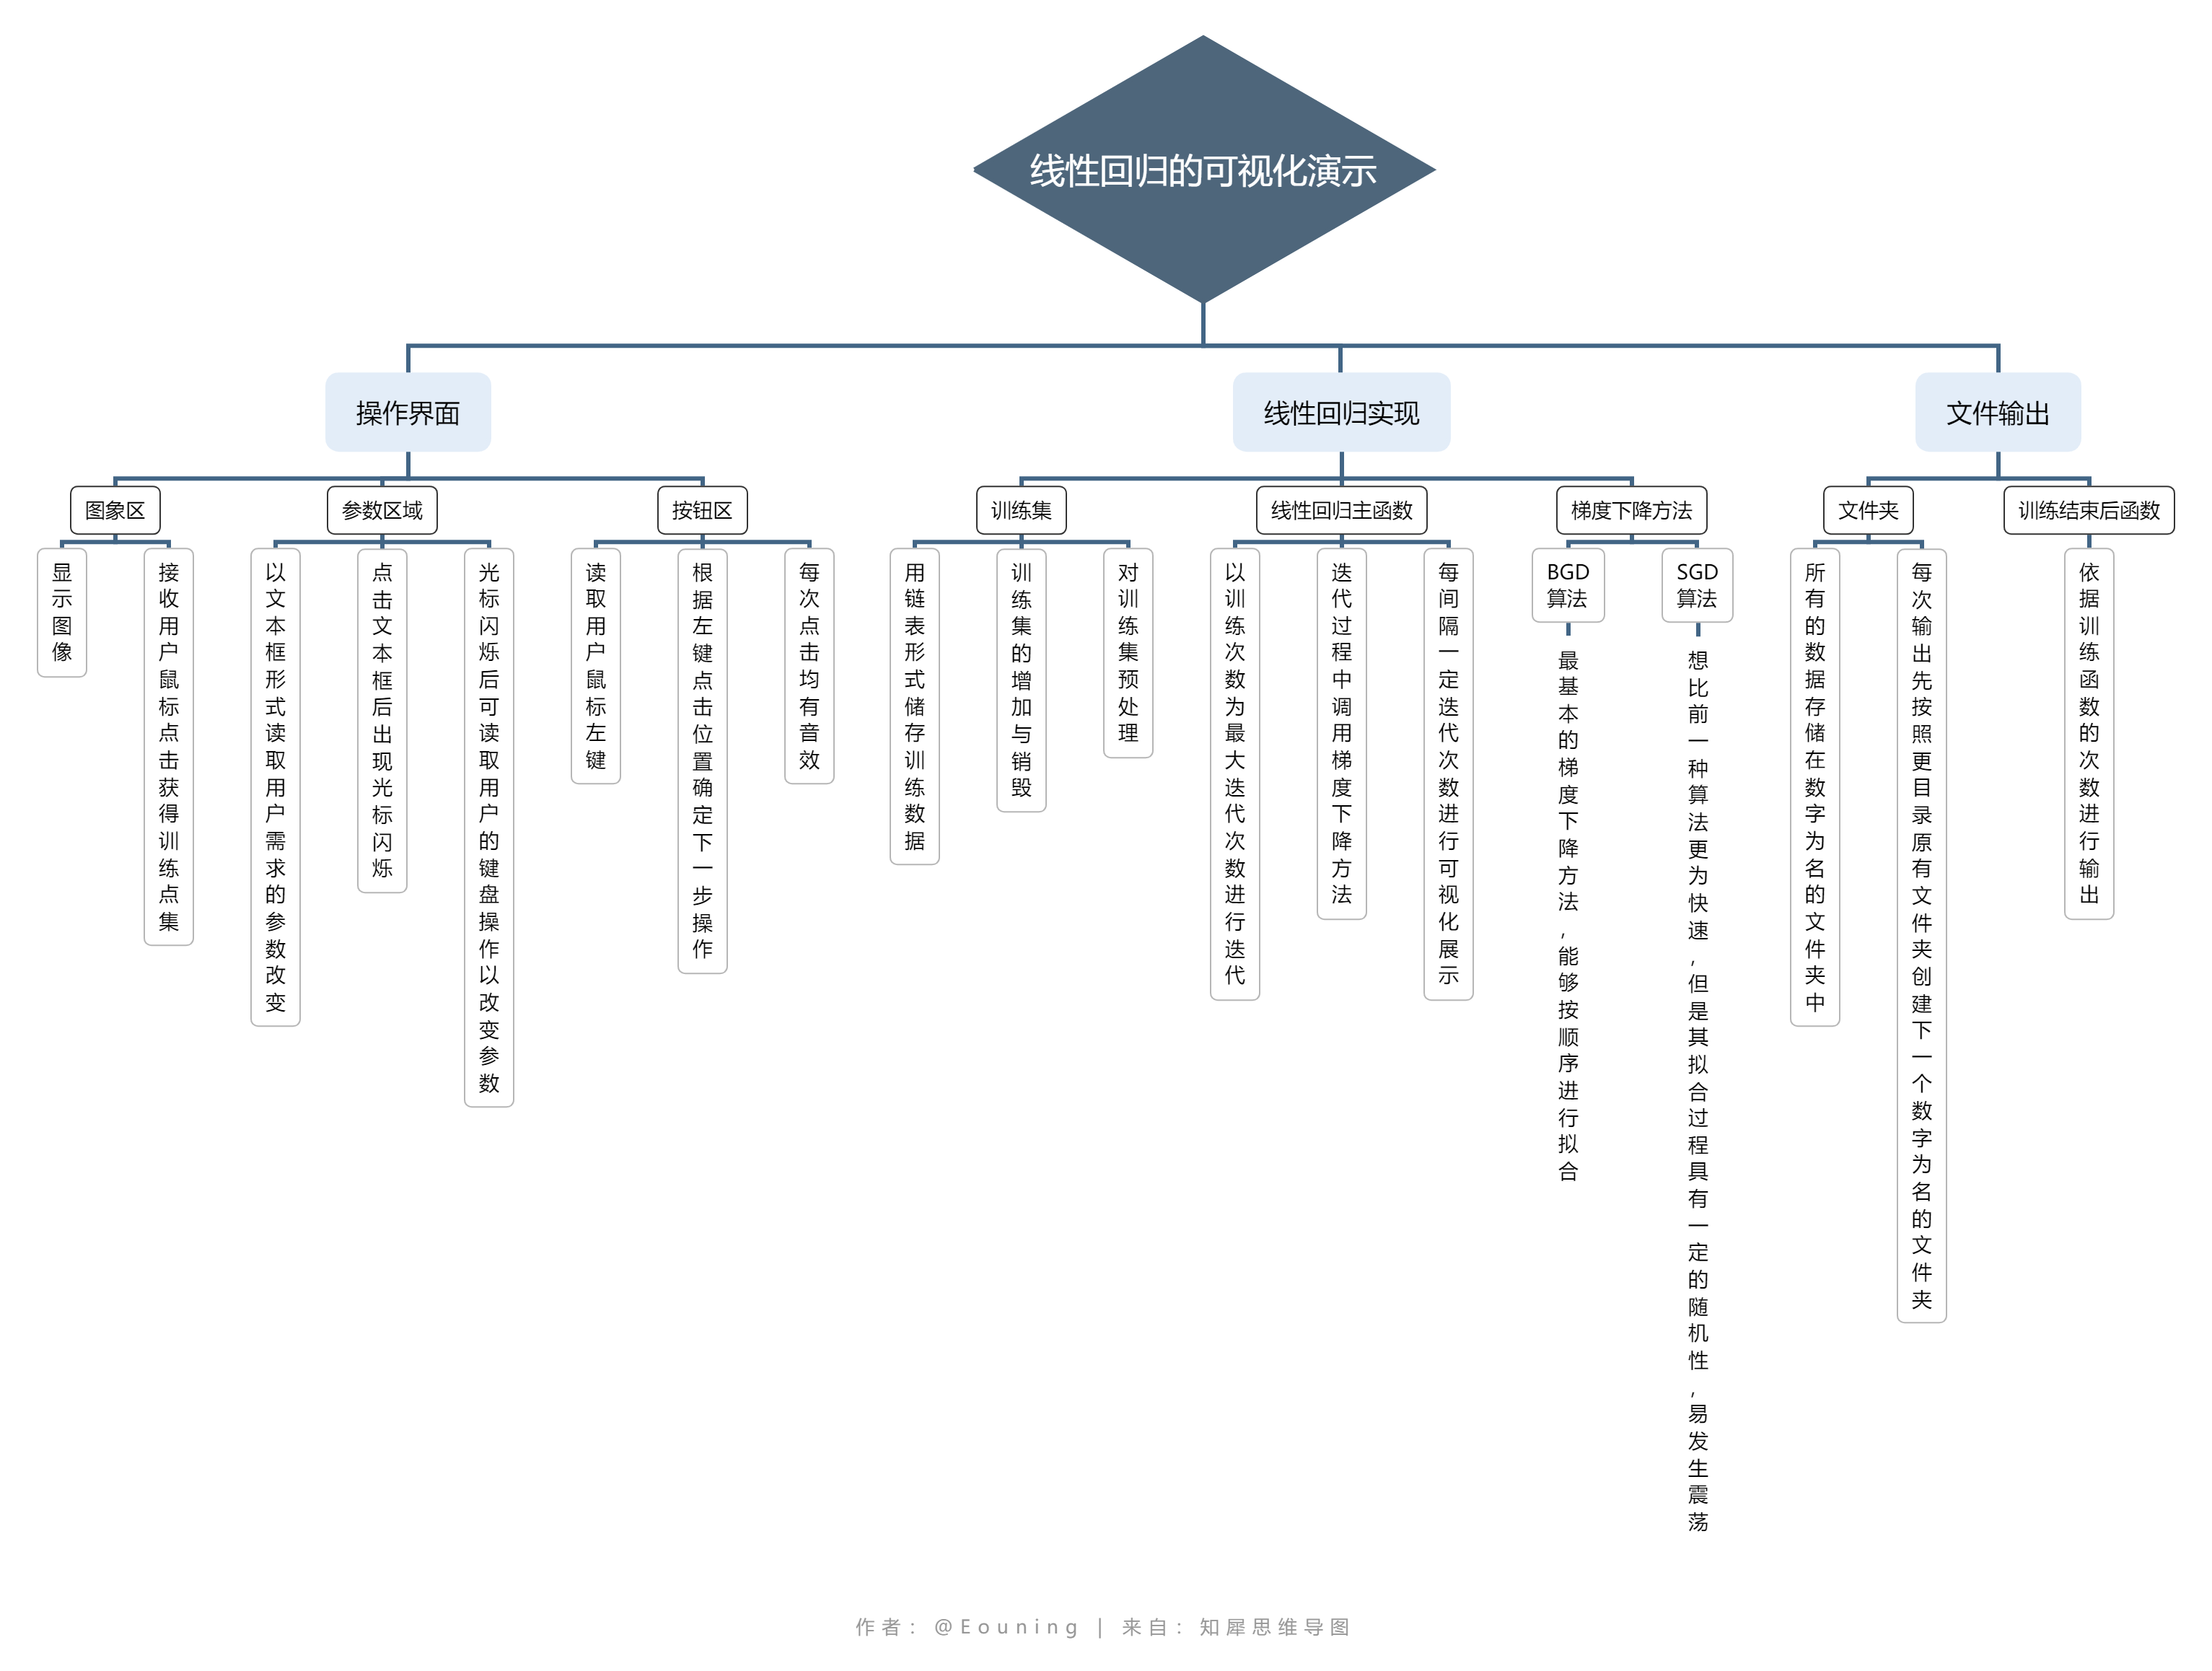 线性回归的可视化演示
操作界面
线性回归实现
文件输出
图象区
参数区域
按钮区
训练集
线性回归主函数
梯度下降方法
文件夹
训练结束后函数
显示图像
接收用户鼠标点击获得训练点集
以文本框形式读取用户需求的参数改变
点击文本框后出现光标闪烁
光标闪烁后可读取用户的键盘操作以改变参数
读取用户鼠标左键
根据左键点击位置确定下一步操作
每次点击均有音效
用链表形式储存训练数据
训练集的增加与销毁
对训练集预处理
以训练次数为最大迭代次数进行迭代
迭代过程中调用梯度下降方法
每间隔一定迭代次数进行可视化展示
BGD
算法
最基本的梯度下降方法,能够按顺序进行拟合
SGD
算法
想比前一种算法更为快速,但是其拟合过程具有一定的随机性,易发生震荡
所有的数据存储在数字为名的文件夹中
每次输出先按照更目录原有文件夹创建下一个数字为名的文件夹
依据训练函数的次数进行输出
作者：@Eouning | 来自：知犀思维导图